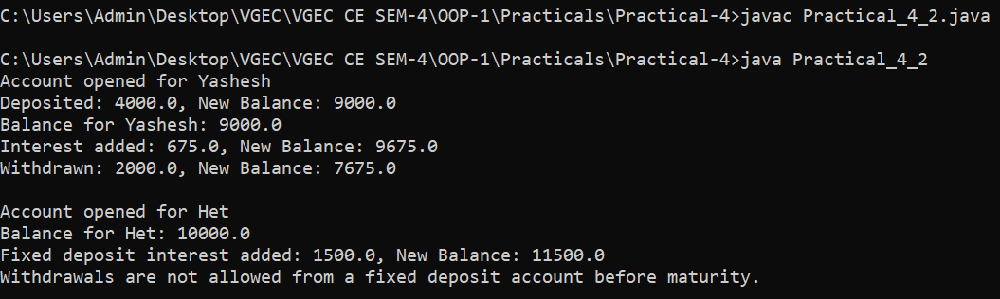 C:\Users\Admin\Desktop\VGEC\VGEC CE SEM-4\OOP-1\Practicals\Practical-4>javac Practical_4_2.java
C:\Users\Admin\Desktop\VGEC\VGEC CE SEM-4\OOP-1\Practicals\Practical-4>java Practical_4_2
Account opened for Yashesh
Deposited: 4000.0, New Balance: 9000.0
Balance for Yashesh: 9000.0
Interest added: 675.0, New Balance: 9675.0
Withdrawn: 2000.0, New Balance: 7675.0
Account opened for Het
Balance for Het: 10000.0
Fixed deposit interest added: 1500.0, New Balance: 11500.0
Withdrawals are not allowed from a fixed deposit account before maturity.